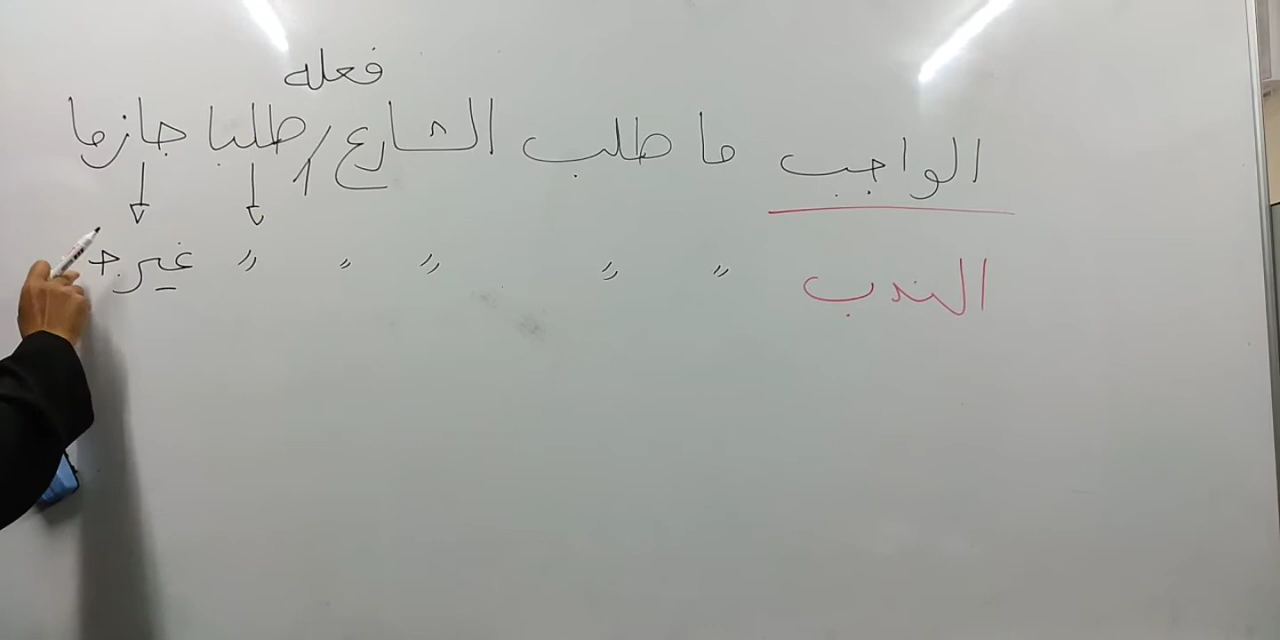 فعله
الواجب ما طلب الشارع / طلبا جازما
الندب " " " " " غير ج